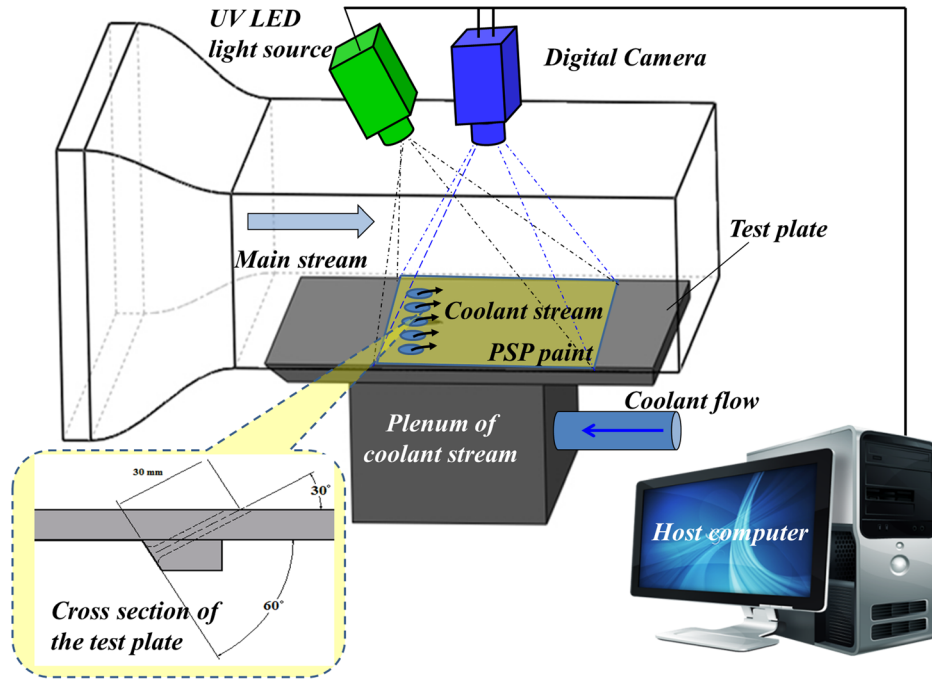 UV LED
light source
Digital Camera
Test plate
Main stream
Coolant stream
PSP paint
Coolant flow
Plenum of
coolant stream
30 mm
30°
Host computer
60°
Cross section of
the test plate